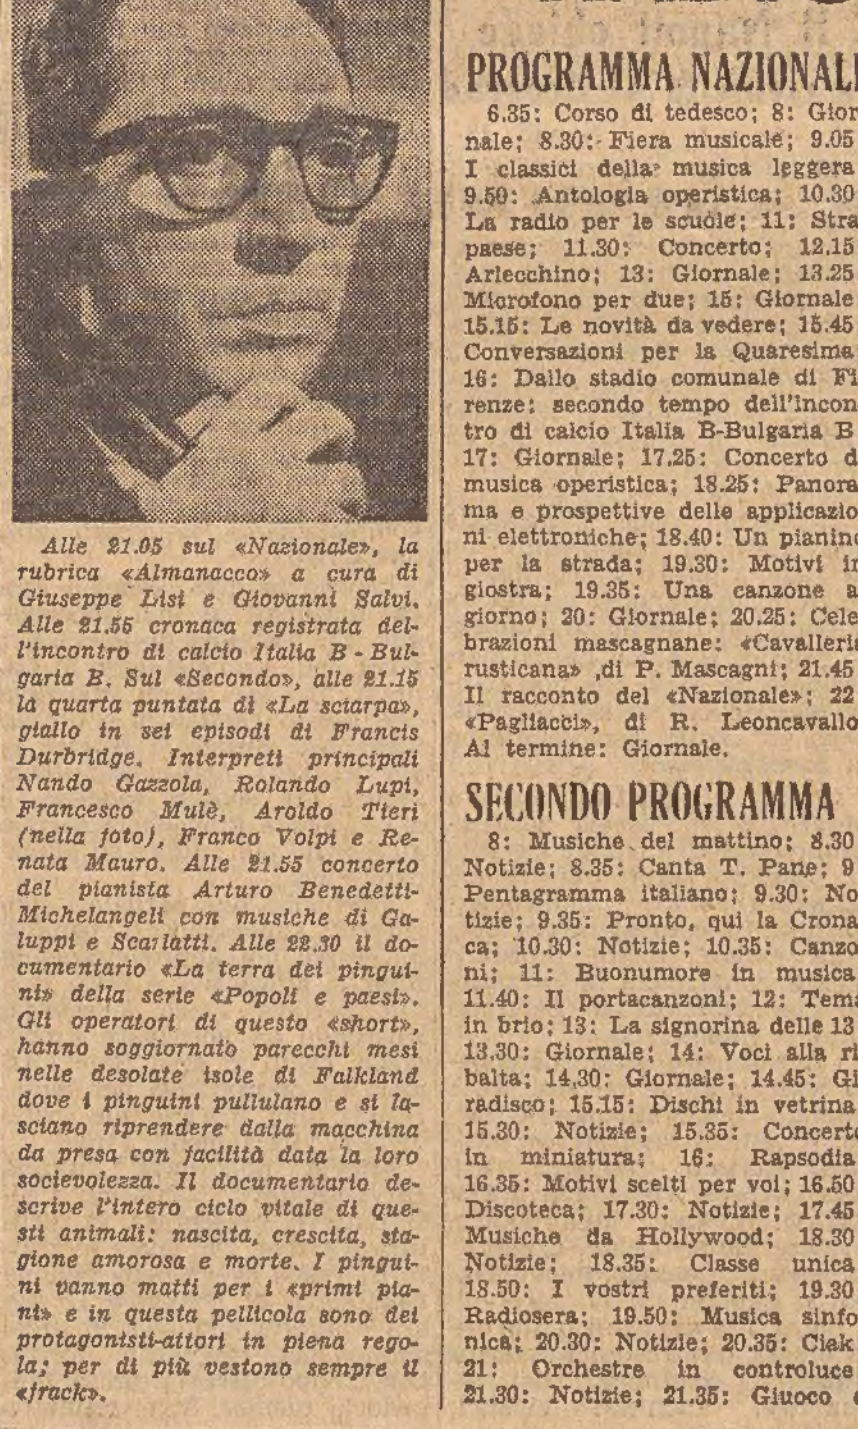 Alle 21.05 sul «Nazionale», la
rubrica «Almanacco» a cura di
Giuseppe Lisi e Giovanni Salvi.
Alle 21.55 cronaca registrata del-
l'incontro di calcio Italia B - Bul-
garia B. Sul «Secondo», alle 21.15
la quarta puntata di «La sciarpa»,
giallo in sei episodi di Francis
Durbridge. Interpreti principali
Nando Gazzola, Rolando Lupi,
Francesco Mulè, Aroldo Tieri
(nella foto), Franco Volpi e Re-
nata Mauro. Alle 21.55 concerto
del pianista Arturo Benedetti-
Michelangeli con musiche di Ga-
luppi e Scarlatti. Alle 22.30 il do-
cumentario «La terra dei pingui-
ni» della serie «Popoli e paesi».
Gli operatori di questo «short»,
hanno soggiornato parecchi mesi
nelle desolate isole di Falkland
dove i pinguini pullulano e si la-
sciano riprendere dalla macchina
da presa con facilità data la loro
socievolezza. Il documentario de-
scrive l'intero ciclo vitale di que-
sti animali: nascita, crescita, sta-
gione amorosa e morte. I pingui-
ni vanno matti per i «primi pia-
ni» e in questa pellicola sono dei
protagonisti-attori in piena rego-
la; per di più vestono sempre il
«frack».
PROGRAMMA NAZIONALE
6.35: Corso di tedesco; 8: Gior
nale; 8.30: Fiera musicale; 9.05
I classici della musica leggera
9.50: Antologia operistica; 10.30
La radio per le scuole; 11: Stra
paese; 11.30: Concerto; 12.15
Arlecchino; 13: Giornale; 13.25
Microfono per due; 15: Giornale
15.15: Le novità da vedere; 15.45
Conversazioni per la Quaresima
16: Dallo stadio comunale di Fi
renze: secondo tempo dell'incon
tro di calcio Italia B-Bulgaria B
17: Giornale; 17.25: Concerto d
musica operistica; 18.25: Panora
ma e prospettive delle applicazio
ni elettroniche; 18.40: Un pianino
per la strada; 19.30: Motivi in
giostra; 19.35: Una canzone a
giorno; 20: Giornale; 20.25: Cele
brazioni mascagnane: «Cavalleria
rusticana» ,di P. Mascagni; 21.45
Il racconto del «Nazionale»; 22
«Pagliacci», di R. Leoncavallo
Al termine: Giornale.
SECONDO PROGRAMMA
8: Musiche del mattino; 8.30
Notizie; 8.35: Canta T. Pane; 9
Pentagramma italiano; 9.30: No
tizie; 9.35: Pronto, qui la Crona
ca; 10.30: Notizie; 10.35: Canzo
ni; 11: Buonumore in musica
11.40: Il portacanzoni; 12: Tema
in brio; 13: La signorina delle 13
13,30: Giornale; 14: Voci alla ri
balta; 14,30: Giornale; 14.45: Gi
radisco; 15.15: Dischi in vetrina
15.30: Notizie; 15.35: Concerto
in miniatura; 16: Rapsodia
16.35: Motivi scelti per voi; 16.50
Discoteca; 17.30: Notizie; 17.45
Musiche da Hollywood; 18.30
Notizie; 18.35: Classe unica
18.50: I vostri preferiti; 19.30
Radiosera; 19.50: Musica sinfo
nica; 20.30: Notizie; 20.35: Ciak
21: Orchestre in controluce
21.30: Notizie; 21.35: Giuoco e